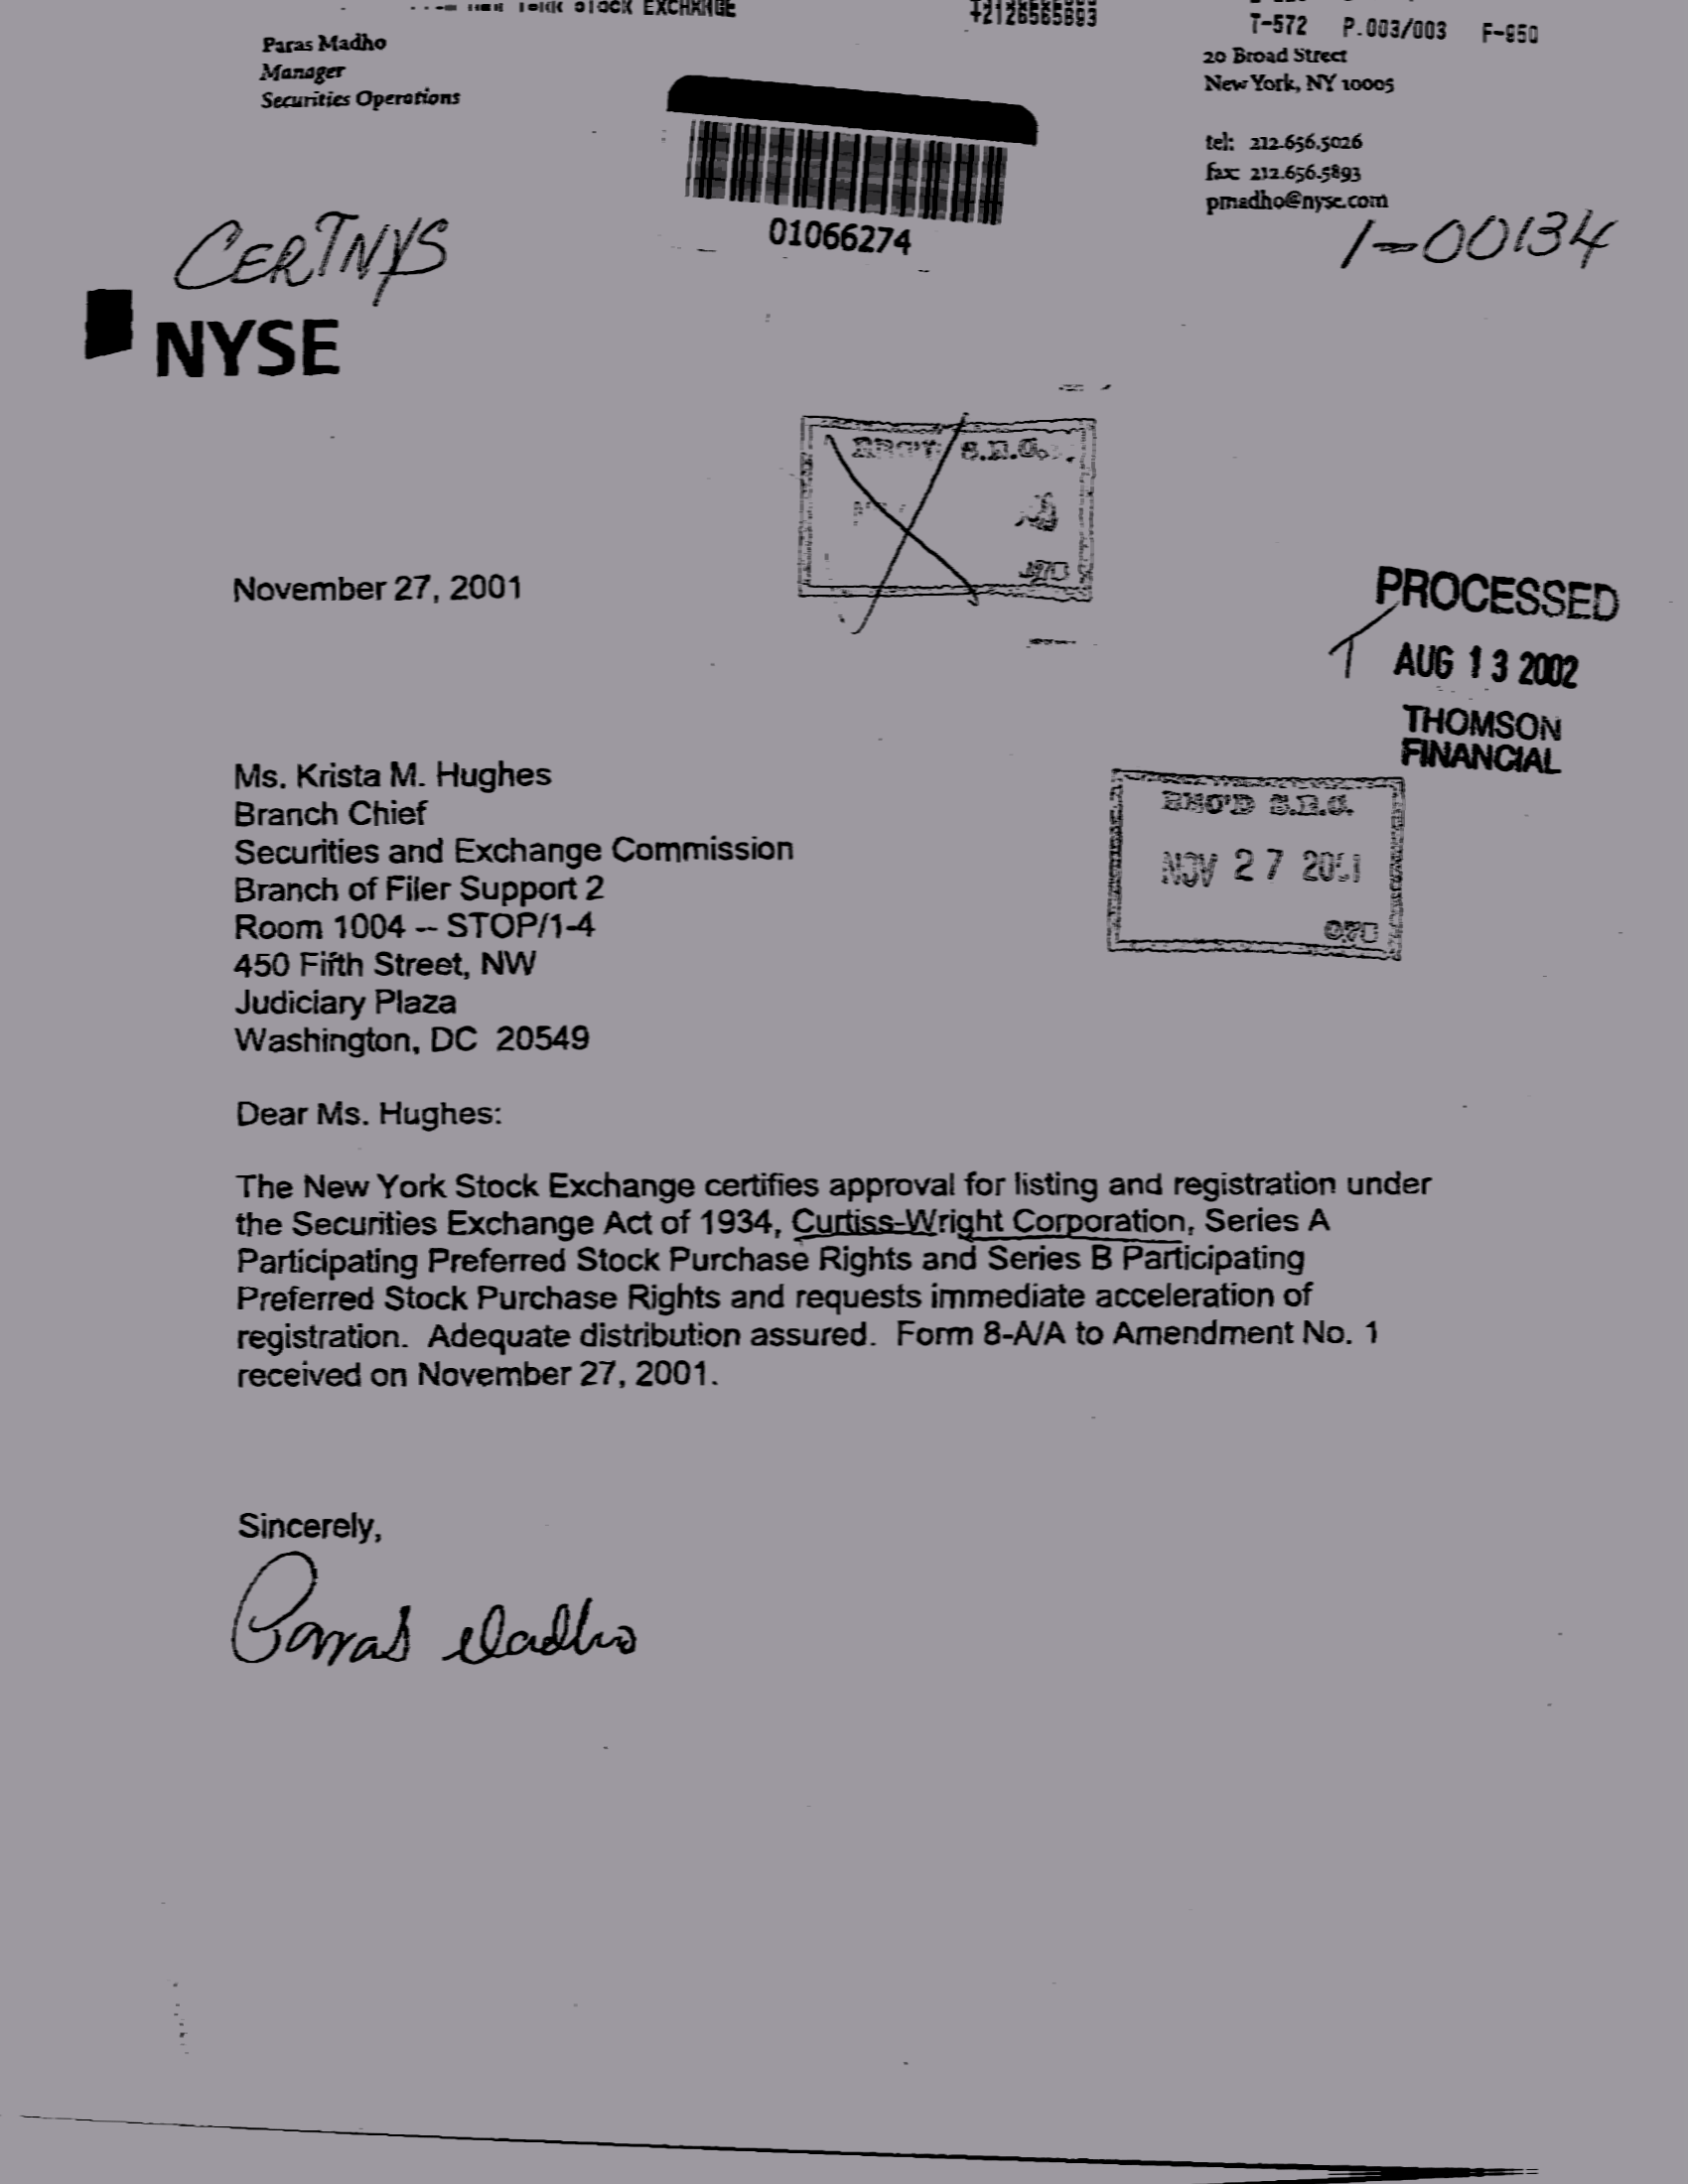 STOCK EXCHANGE
+2126565893
T-572 P.003/003 F-850
Paras Madho
Manager
Securities Operations
20 Broad Street
New York, NY 10005
tel: 212.656.5026
fax: 212.656.5893
pmadho@nyse.com
01066274
CERTNYS
1-00134
NYSE
S.E.C.
November 27, 2001
PROCESSED
AUG 13 2002
THOMSON
FINANCIAL
REC'D S.E.C.
NOV 27 2001
Ms. Krista M. Hughes
Branch Chief
Securities and Exchange Commission
Branch of Filer Support 2
Room 1004 -- STOP/1-4
450 Fifth Street, NW
Judiciary Plaza
Washington, DC 20549
Dear Ms. Hughes:
The New York Stock Exchange certifies approval for listing and registration under
the Securities Exchange Act of 1934, Curtiss-Wright Corporation, Series A
Participating Preferred Stock Purchase Rights and Series B Participating
Preferred Stock Purchase Rights and requests immediate acceleration of
registration. Adequate distribution assured. Form 8-A/A to Amendment No. 1
received on November 27, 2001.
Sincerely,
Paras Madho